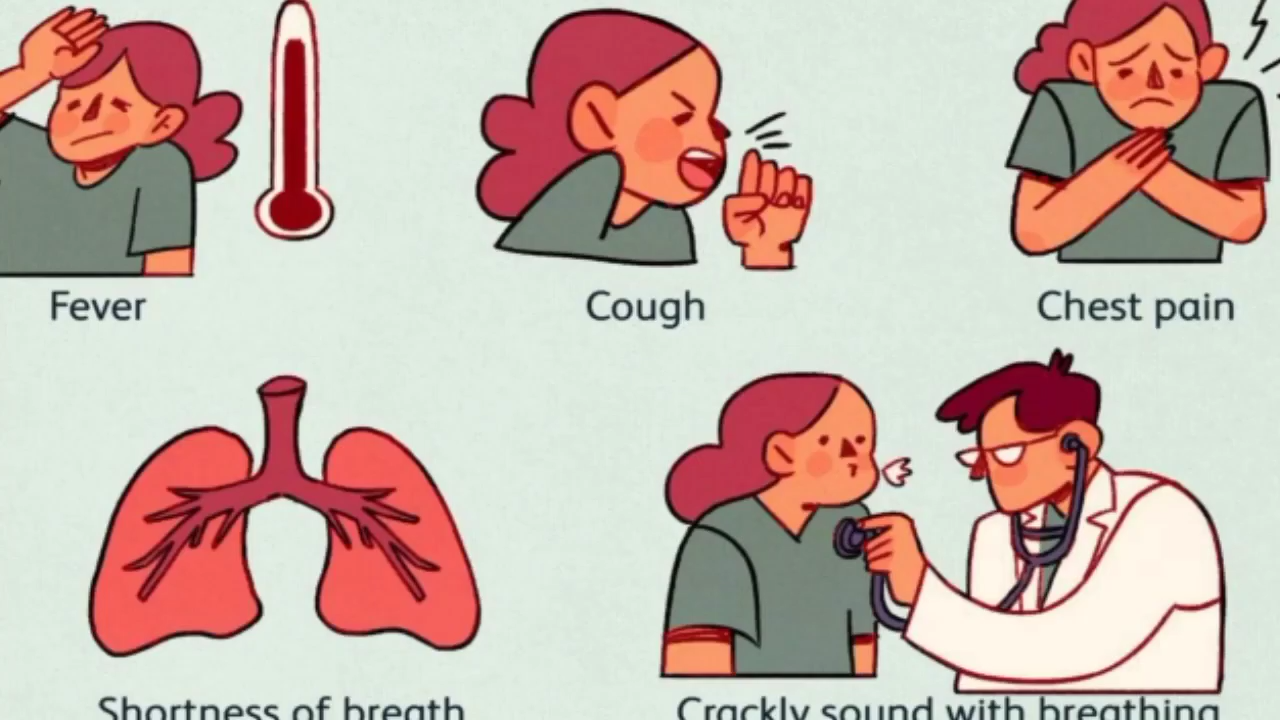 Fever
Cough
Chest pain
Shortness of breath
Crackly sound with breathing